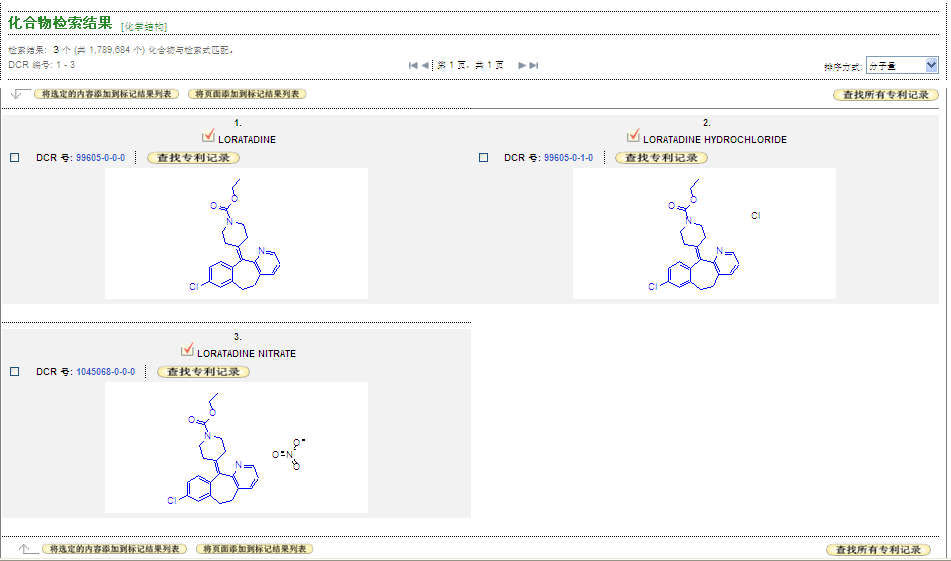 化合物检索结果 [化学结构]
检索结果: 3 个 (共 1,789,684 个) 化合物与检索式匹配。
DCR 编号: 1 - 3
第 1 页, 共 1 页
排序方式: 分子量
将选定的内容添加到标记结果列表 将页面添加到标记结果列表 查找所有专利记录
1.
LORATADINE
DCR 号: 99605-0-0-0 查找专利记录
O
O
N
N
Cl
2.
LORATADINE HYDROCHLORIDE
DCR 号: 99605-0-1-0 查找专利记录
O
O
Cl
N
N
Cl
3.
LORATADINE NITRATE
DCR 号: 1045068-0-0-0 查找专利记录
O
O
N
O-
O=N
O
N
Cl
将选定的内容添加到标记结果列表 将页面添加到标记结果列表 查找所有专利记录